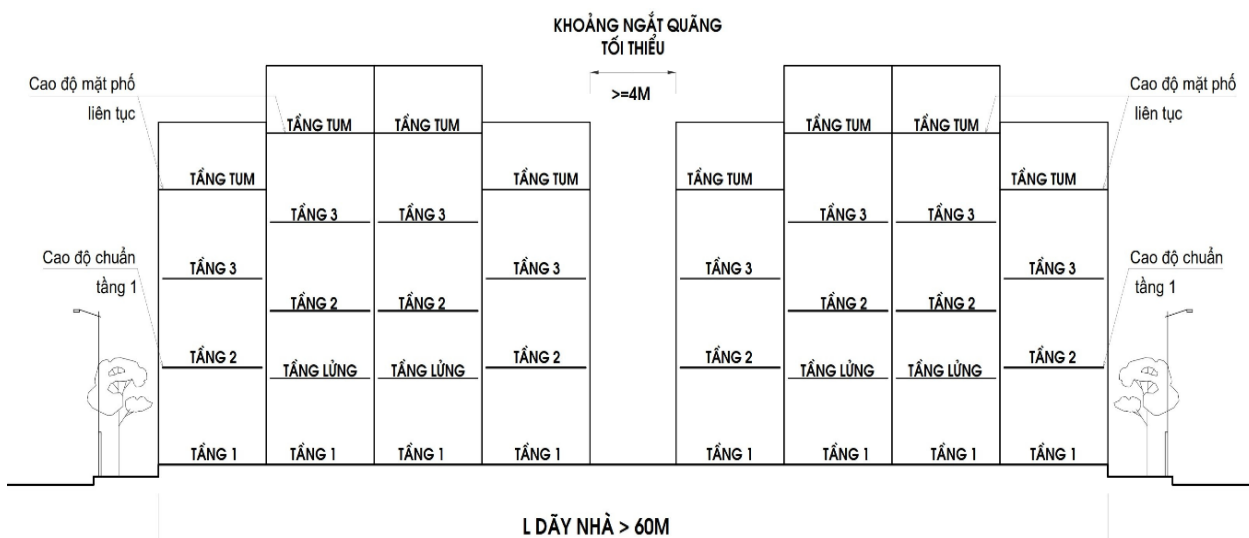 KHOẢNG NGẮT QUÃNG
TỐI THIỂU
>=4M
Cao độ mặt phố
liên tục
Cao độ mặt phố
liên tục
TẦNG TUM TẦNG TUM TẦNG TUM TẦNG TUM
TẦNG TUM TẦNG TUM TẦNG TUM TẦNG TUM
TẦNG 3 TẦNG 3 TẦNG 3 TẦNG 3
Cao độ chuẩn
tầng 1
Cao độ chuẩn
tầng 1
TẦNG 3 TẦNG 3 TẦNG 3 TẦNG 3
TẦNG 2 TẦNG 2 TẦNG 2 TẦNG 2
TẦNG 2 TẦNG 2 TẦNG 2 TẦNG 2
TẦNG LỬNG TẦNG LỬNG TẦNG LỬNG TẦNG LỬNG
TẦNG 1 TẦNG 1 TẦNG 1 TẦNG 1 TẦNG 1 TẦNG 1 TẦNG 1 TẦNG 1
L DÃY NHÀ > 60M